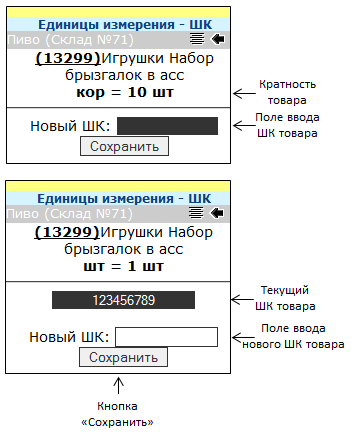 Единицы измерения - ШК
Пиво (Склад №71)
(13299)Игрушки Набор
брызгалок в асс
кор = 10 шт
Кратность
товара
Новый ШК:
Поле ввода
ШК товара
Сохранить
Единицы измерения - ШК
Пиво (Склад №71)
(13299)Игрушки Набор
брызгалок в асс
шт = 1 шт
123456789
Текущий
ШК товара
Новый ШК:
Поле ввода
нового ШК товара
Сохранить
Кнопка
«Сохранить»